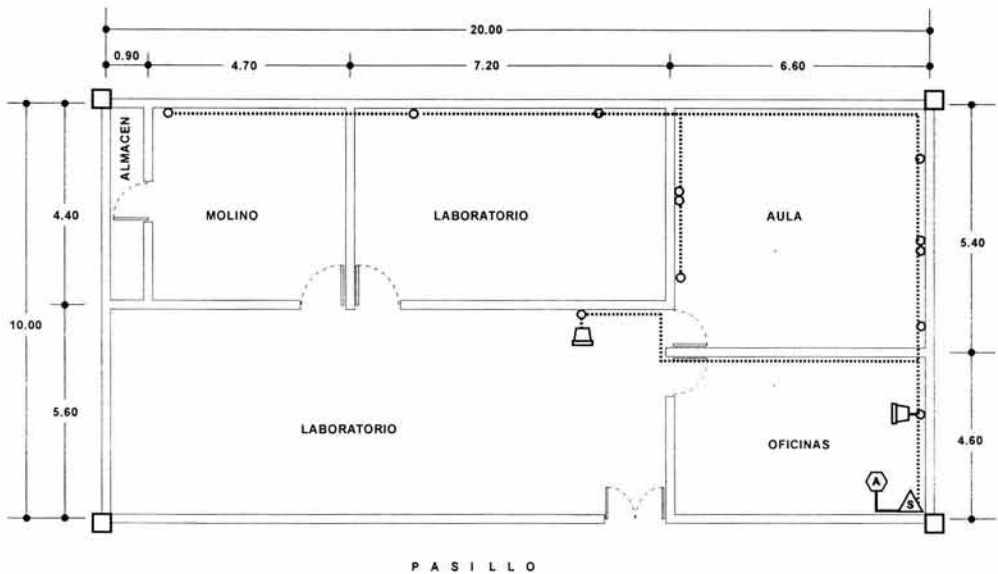 20.00
0.90 4.70 7.20 6.60
ALMACEN
4.40
MOLINO
LABORATORIO
AULA
5.40
10.00
5.60
LABORATORIO
OFICINAS
4.60
A
S
PASILLO